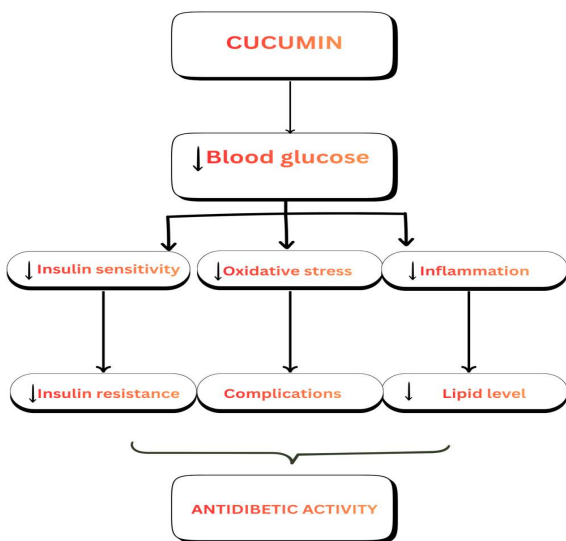 CUCUMIN
↓Blood glucose
↓Insulin sensitivity
↓Oxidative stress
↓Inflammation
↓Insulin resistance
Complications
↓ Lipid level
ANTIDIBETIC ACTIVITY